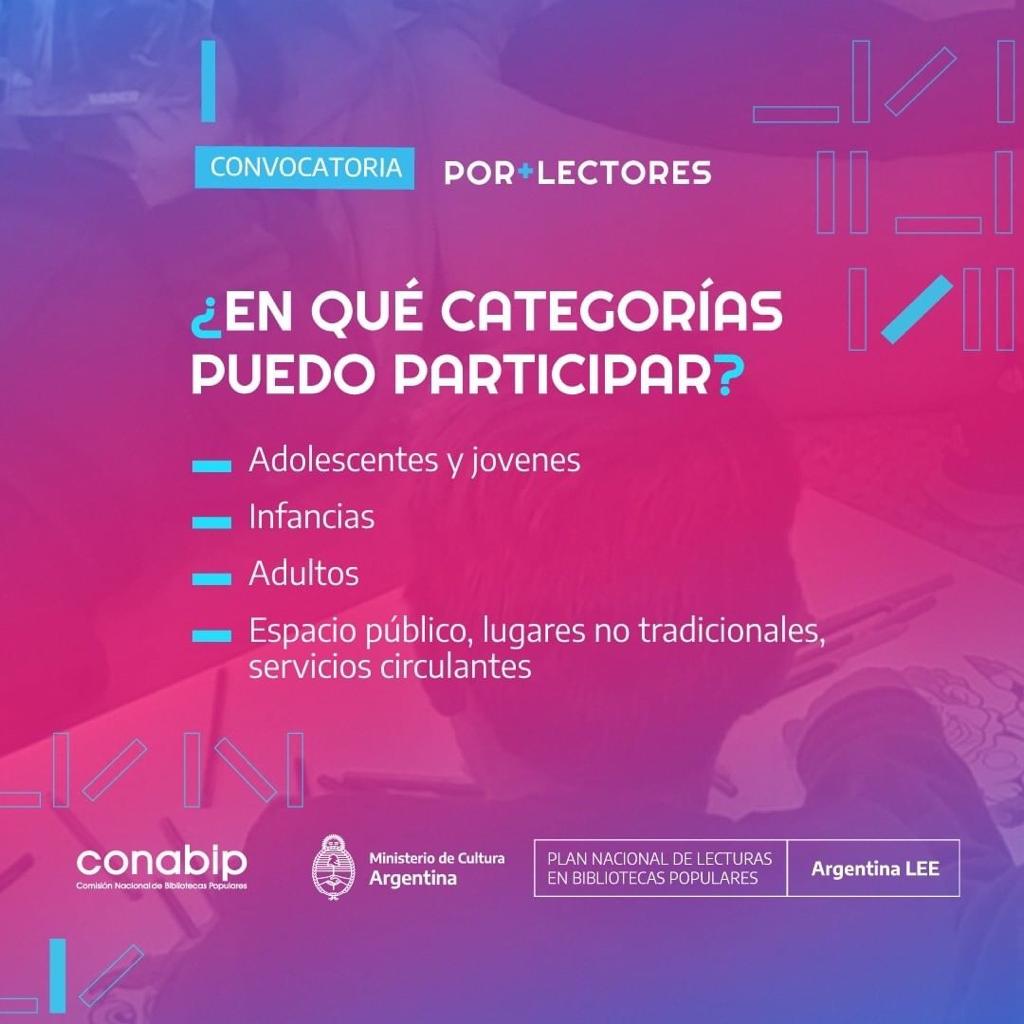 CONVOCATORIA POR+LECTORES
¿EN QUÉ CATEGORÍAS
PUEDO PARTICIPAR?
Adolescentes y jovenes
Infancias
Adultos
Espacio público, lugares no tradicionales,
servicios circulantes
conabip
Comisión Nacional de Bibliotecas Populares
Ministerio de Cultura
Argentina
PLAN NACIONAL DE LECTURAS
EN BIBLIOTECAS POPULARES
Argentina LEE